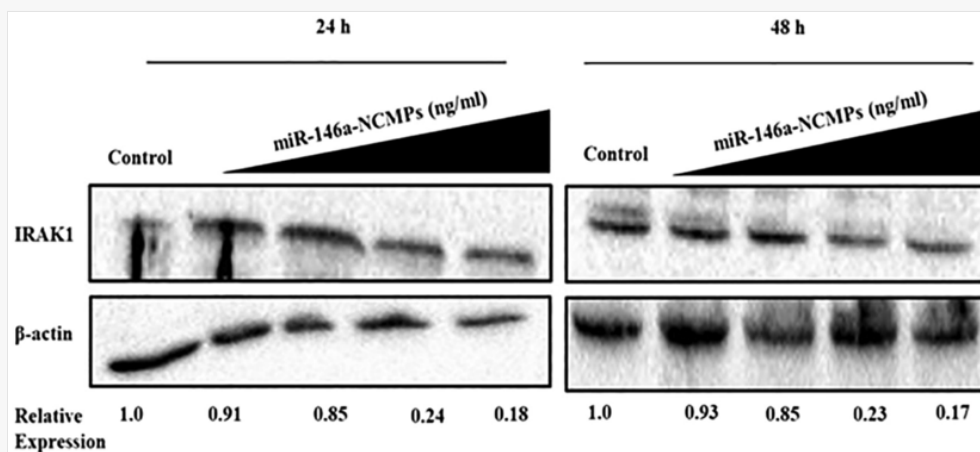 24 h
48 h
miR-146a-NCMPs (ng/ml)
miR-146a-NCMPs (ng/ml)
Control
Control
IRAK1
β-actin
Relative Expression
1.0 0.91 0.85 0.24 0.18
1.0 0.93 0.85 0.23 0.17